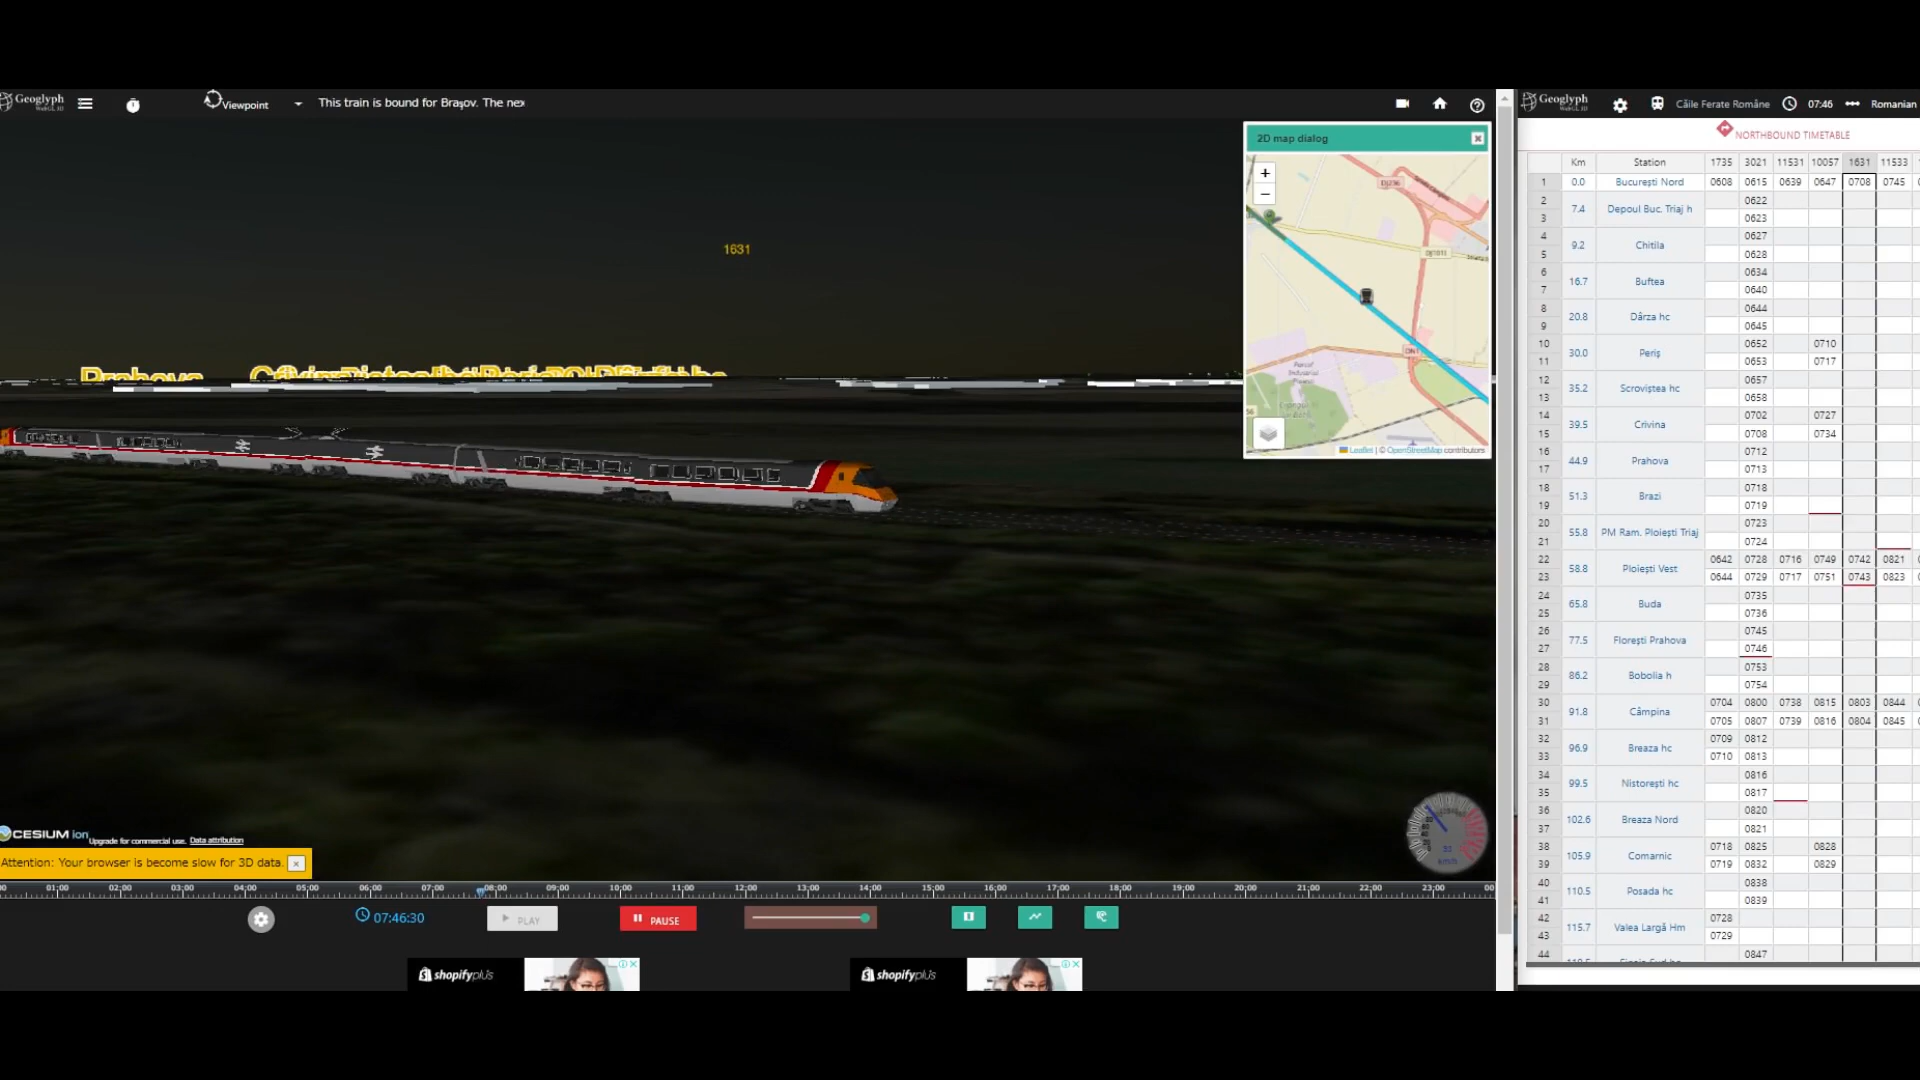 Geoglyph
Viewpoint
This train is bound for Brașov. The nex
1631
Prahova
2D map dialog
+
−
DN1
Leaflet | © OpenStreetMap contributors
CESIUM ion
Upgrade for commercial use. Data attribution
Attention: Your browser is become slow for 3D data.
km/h
00 01:00 02:00 03:00 04:00 05:00 06:00 07:00 08:00 09:00 10:00 11:00 12:00 13:00 14:00 15:00 16:00 17:00 18:00 19:00 20:00 21:00 22:00 23:00 00
07:46:30
PLAY
PAUSE
shopifyplus
shopifyplus
Geoglyph
Căile Ferate Române
07:46
Romanian
NORTHBOUND TIMETABLE
Km Station 1735 3021 11531 10057 1631 11533
1 0.0 București Nord 0608 0615 0639 0647 0708 0745
2 7.4 Depoul Buc. Triaj h 0622
3 0623
4 9.2 Chitila 0627
5 0628
6 16.7 Buftea 0634
7 0640
8 20.8 Dârza hc 0644
9 0645
10 30.0 Periș 0652 0710
11 0653 0717
12 35.2 Scroviștea hc 0657
13 0658
14 39.5 Crivina 0702 0727
15 0708 0734
16 44.9 Prahova 0712
17 0713
18 51.3 Brazi 0718
19 0719
20 55.8 PM Ram. Ploiești Triaj 0723
21 0724
22 58.8 Ploiești Vest 0642 0728 0716 0749 0742 0821
23 0644 0729 0717 0751 0743 0823
24 65.8 Buda 0735
25 0736
26 77.5 Florești Prahova 0745
27 0746
28 86.2 Bobolia h 0753
29 0754
30 91.8 Câmpina 0704 0800 0738 0815 0803 0844
31 0705 0807 0739 0816 0804 0845
32 96.9 Breaza hc 0709 0812
33 0710 0813
34 99.5 Nistorești hc 0816
35 0817
36 102.6 Breaza Nord 0820
37 0821
38 105.9 Comarnic 0718 0825 0828
39 0719 0832 0829
40 110.5 Posada hc 0838
41 0839
42 115.7 Valea Largă Hm 0728
43 0729
44 0847